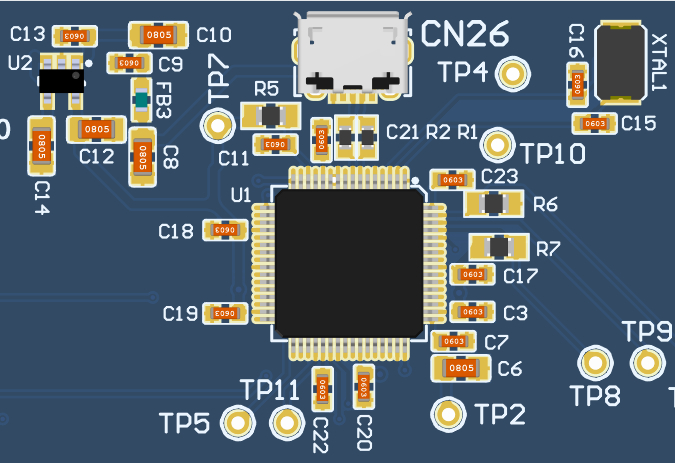 C13
0603
0805
C10
CN26
C16
0603
XTAL1
U2
0603
C9
TP7
TP4
FB3
R5
0603
C15
0
0805
0805
C12
0805
C8
C11
0603
0603
C21 R2 R1
TP10
C14
U1
0603
C23
R6
C18
0603
R7
0603
C17
C19
0603
0603
C3
0603
C7
0805
C6
TP9
TP8
TP11
TP5
0603
C22
0603
C20
TP2